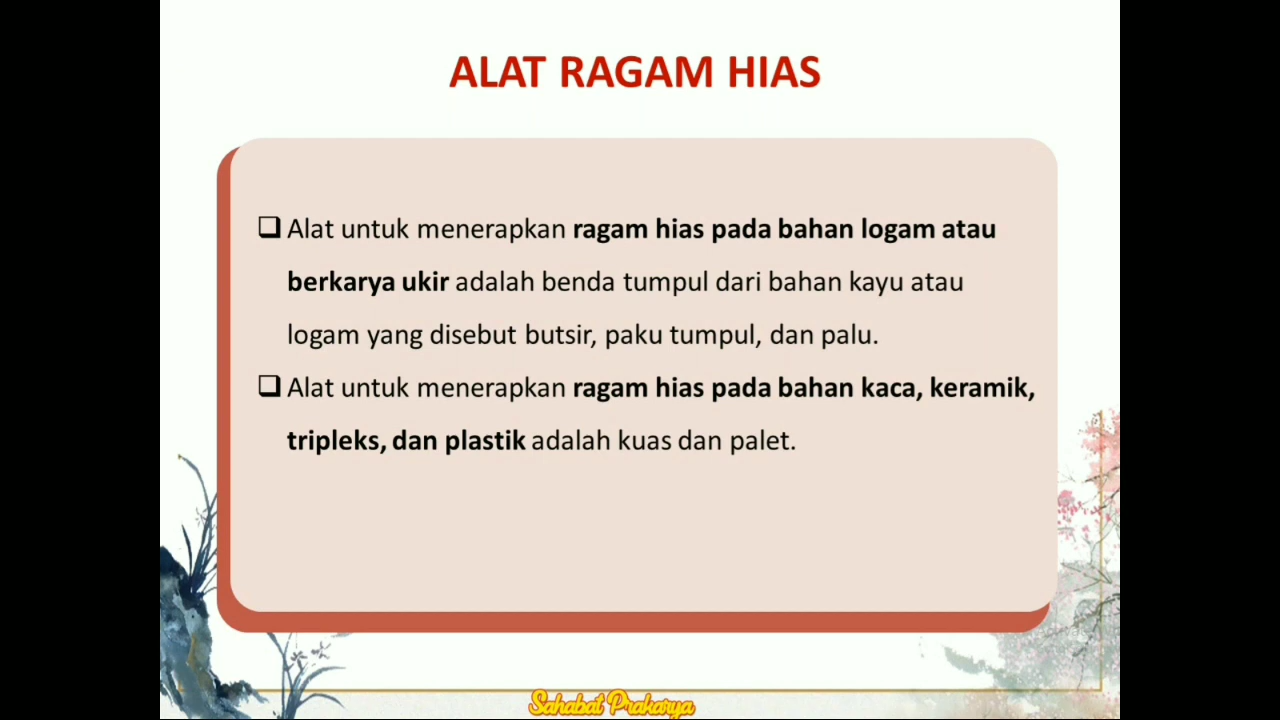 ALAT RAGAM HIAS
❑ Alat untuk menerapkan ragam hias pada bahan logam atau
berkarya ukir adalah benda tumpul dari bahan kayu atau
logam yang disebut butsir, paku tumpul, dan palu.
❑ Alat untuk menerapkan ragam hias pada bahan kaca, keramik,
tripleks, dan plastik adalah kuas dan palet.
Sahabat Prakarya